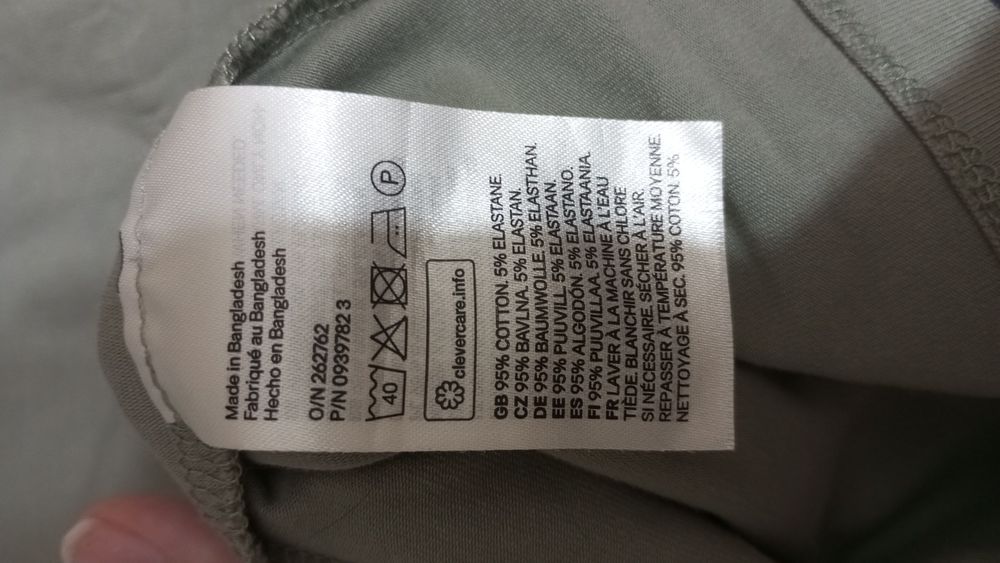 Made in Bangladesh
Fabriqué au Bangladesh
Hecho en Bangladesh
O/N 262762
P/N 0939782 3
40
P
clevercare.info
GB 95% COTTON. 5% ELASTANE.
CZ 95% BAVLNA. 5% ELASTAN.
DE 95% BAUMWOLLE. 5% ELASTHAN.
EE 95% PUUVILL. 5% ELASTAAN.
ES 95% ALGODÓN. 5% ELASTANO.
FI 95% PUUVILLAA. 5% ELASTAANIA.
FR LAVER À LA MACHINE À L'EAU
TIÈDE. BLANCHIR SANS CHLORE
SI NÉCESSAIRE. SÉCHER À L'AIR.
REPASSER À TEMPÉRATURE MOYENNE.
NETTOYAGE À SEC. 95% COTON. 5%